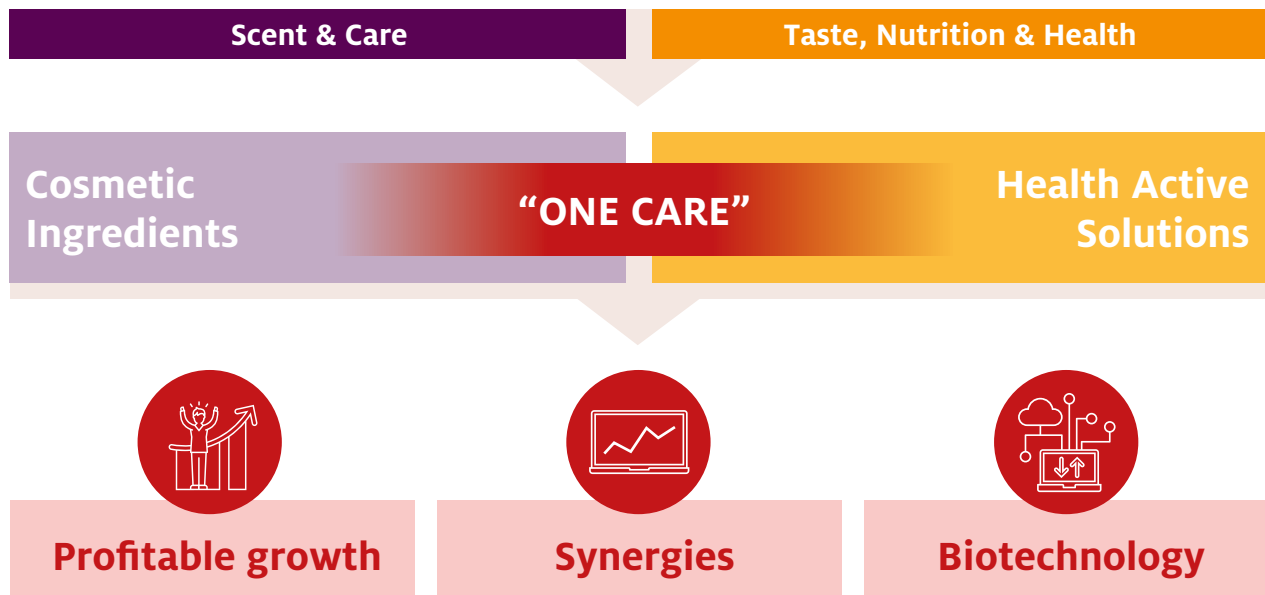 Scent & Care
Taste, Nutrition & Health
Cosmetic
Ingredients
“ONE CARE”
Health Active
Solutions
Profitable growth
Synergies
Biotechnology